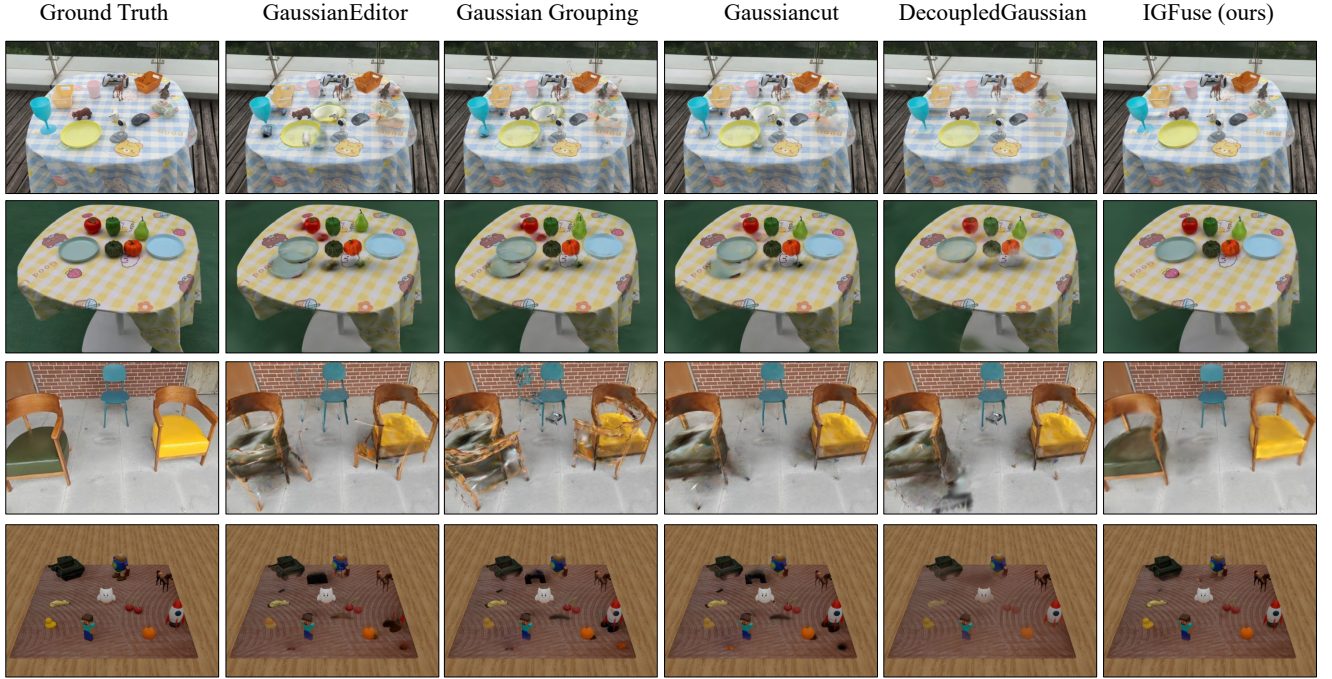 Ground Truth
GaussianEditor
Gaussian Grouping
Gaussiancut
DecoupledGaussian
IGFuse (ours)